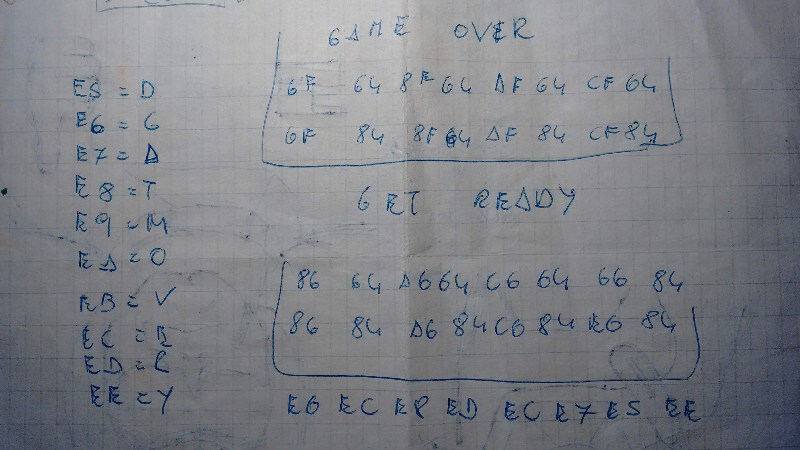 E5 = D
E6 = G
E7 = A
E8 = T
E9 = M
EA = O
EB = V
EC = E
ED = R
EE = Y
GAME OVER
6F 64 8F 64 AF 64 CF 64
6F 84 8F 64 AF 84 CF 84
GET READY
86 64 A6 64 C6 64 66 84
86 84 A6 84 C6 84 E6 84
E6 EC E8 ED EC E7 E5 EE